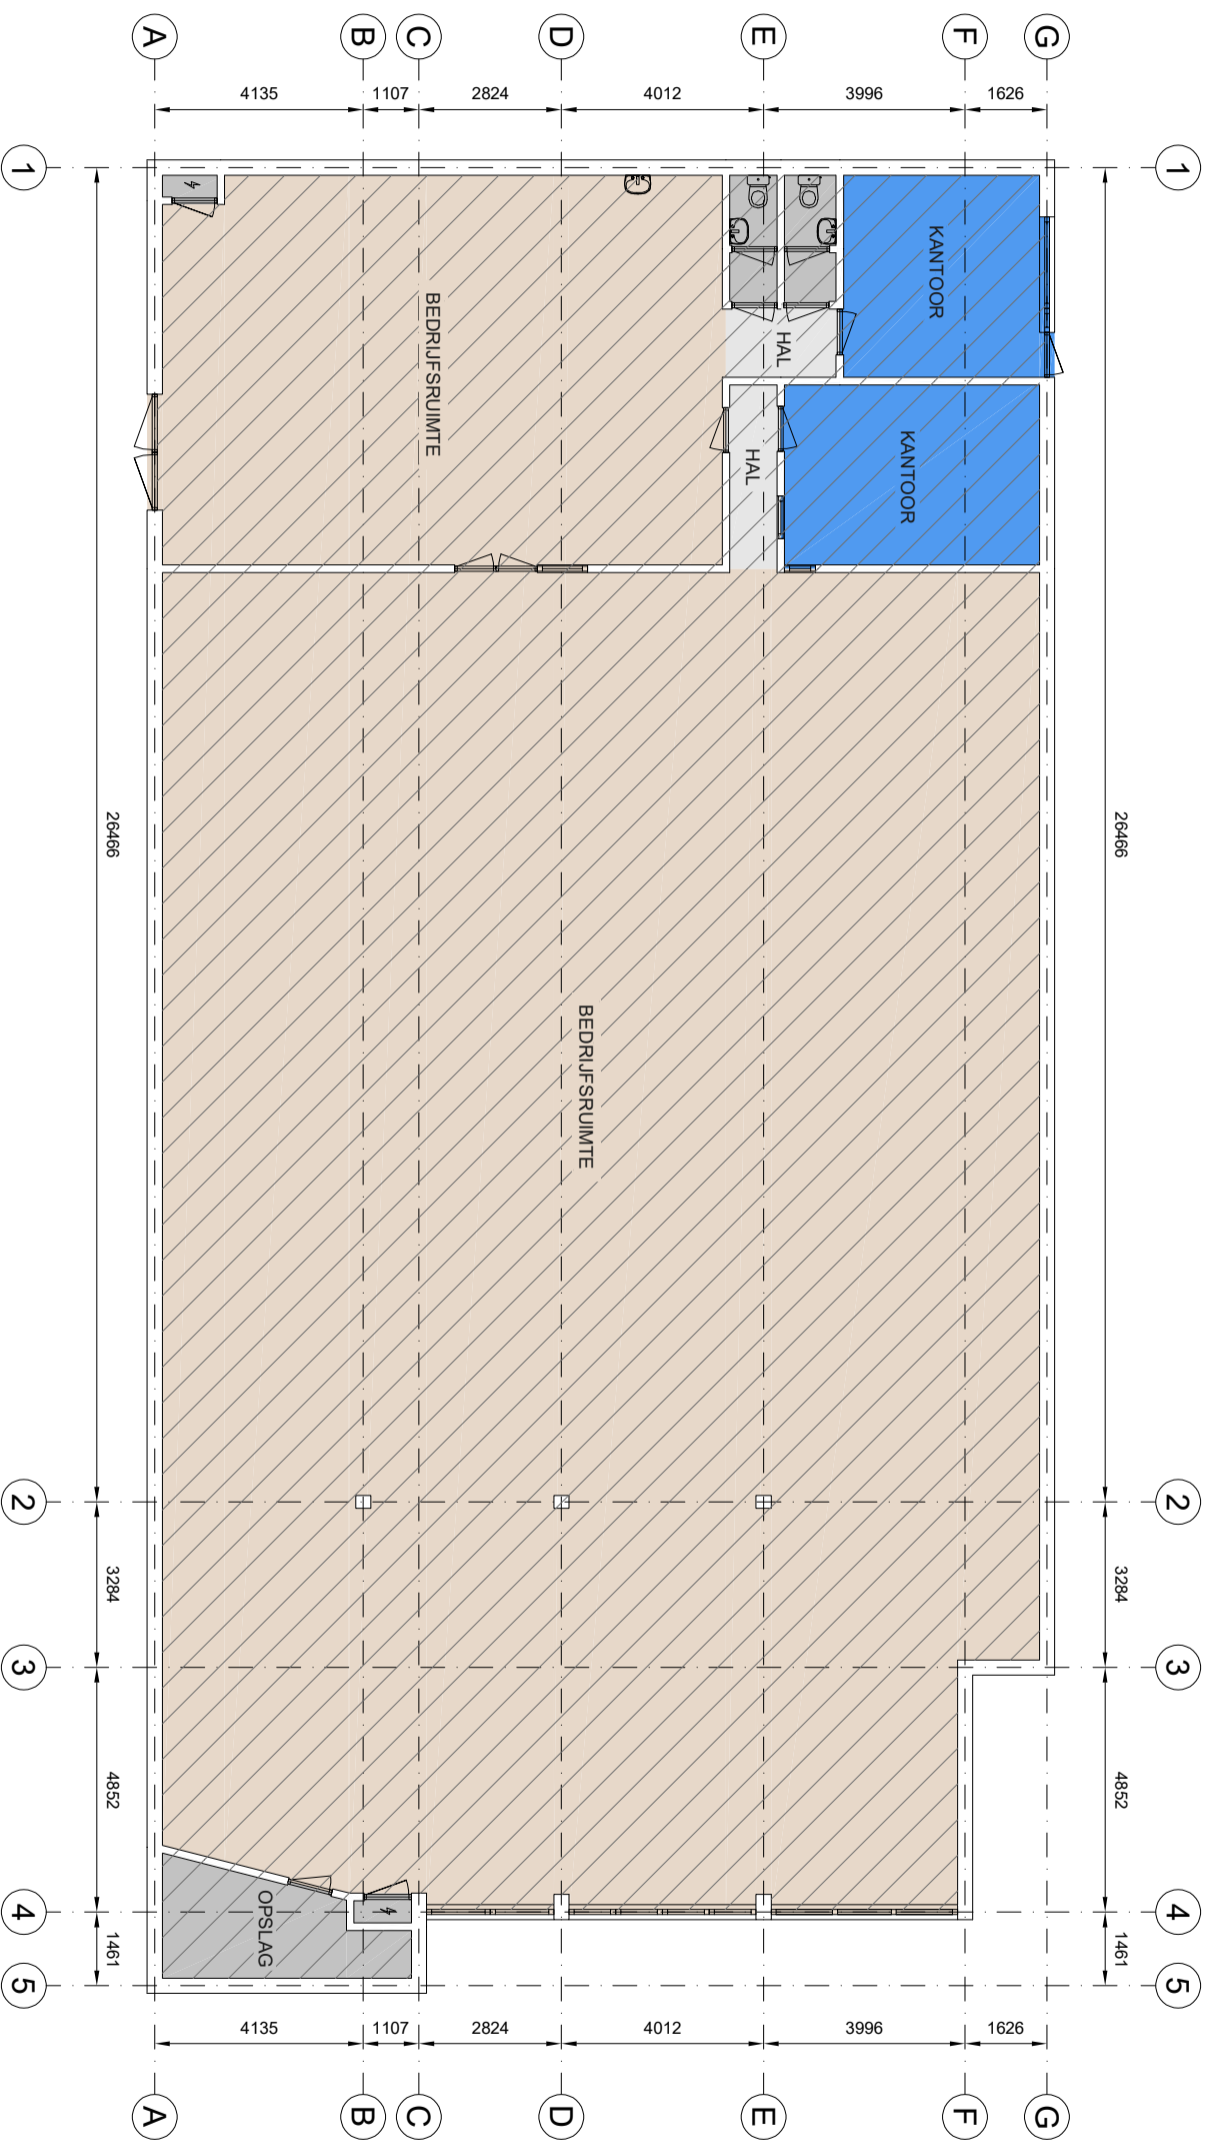 A B C D E F G
4135 1107 2824 4012 3996 1626
1 1
KANTOOR
BEDRIJFSRUIMTE
HAL
KANTOOR
HAL
26466 26466
BEDRIJFSRUIMTE
2 2
3284 3284
3 3
4852 4852
OPSLAG
4 4
1461 1461
5 5
4135 1107 2824 4012 3996 1626
A B C D E F G